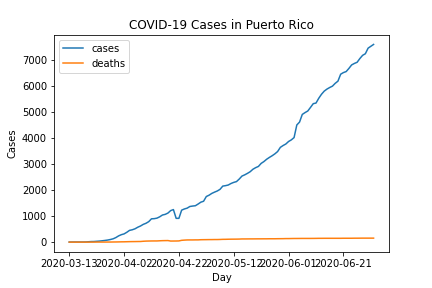 COVID-19 Cases in Puerto Rico
cases
deaths
7000
6000
5000
4000
3000
2000
1000
0
Cases
2020-03-13
2020-04-02
2020-04-22
2020-05-12
2020-06-01
2020-06-21
Day